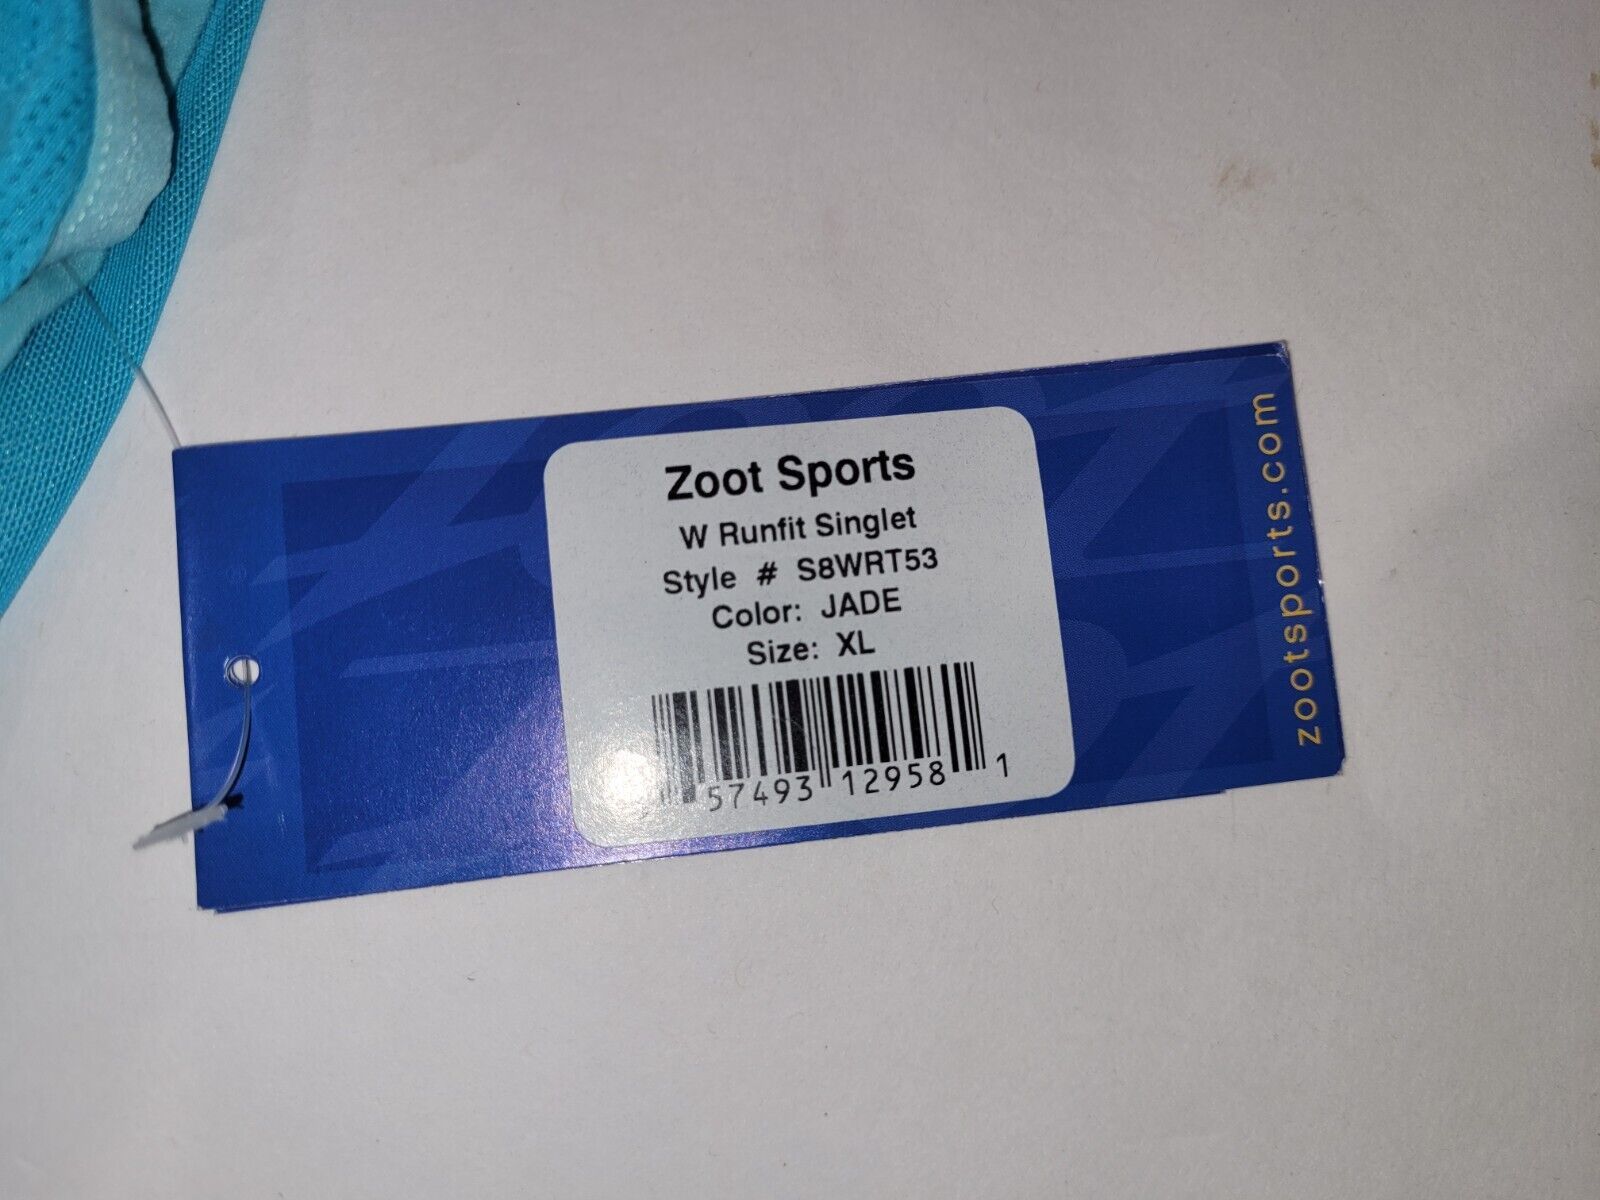 Zoot Sports
W Runfit Singlet
Style # S8WRT53
Color: JADE
Size: XL
57493 12958 1
zootsports.com